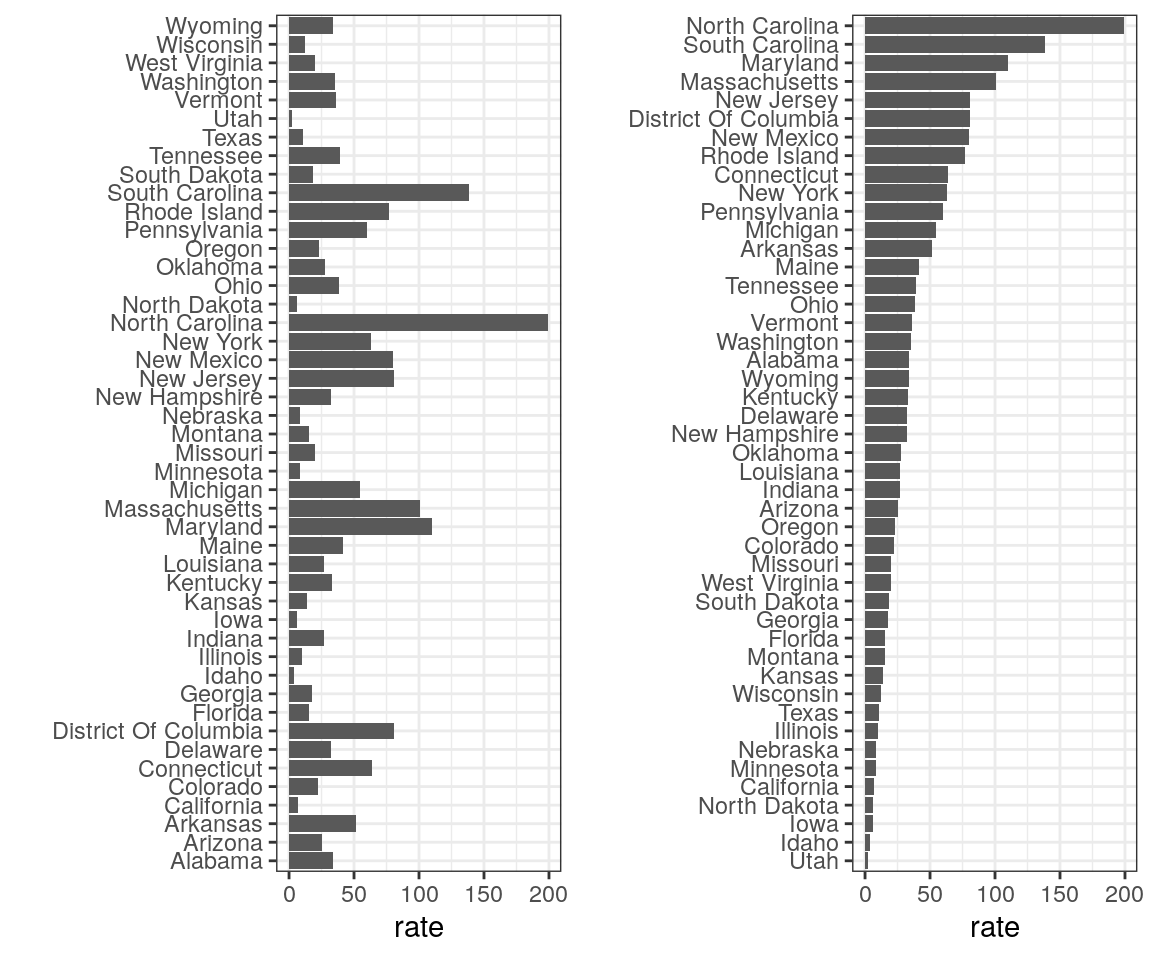 Wyoming
Wisconsin
West Virginia
Washington
Vermont
Utah
Texas
Tennessee
South Dakota
South Carolina
Rhode Island
Pennsylvania
Oregon
Oklahoma
Ohio
North Dakota
North Carolina
New York
New Mexico
New Jersey
New Hampshire
Nebraska
Montana
Missouri
Minnesota
Michigan
Massachusetts
Maryland
Maine
Louisiana
Kentucky
Kansas
Iowa
Indiana
Illinois
Idaho
Georgia
Florida
District Of Columbia
Delaware
Connecticut
Colorado
California
Arkansas
Arizona
Alabama
0 50 100 150 200
rate
North Carolina
South Carolina
Maryland
Massachusetts
New Jersey
District Of Columbia
New Mexico
Rhode Island
Connecticut
New York
Pennsylvania
Michigan
Arkansas
Maine
Tennessee
Ohio
Vermont
Washington
Alabama
Wyoming
Kentucky
Delaware
New Hampshire
Oklahoma
Louisiana
Indiana
Arizona
Oregon
Colorado
Missouri
West Virginia
South Dakota
Georgia
Florida
Montana
Kansas
Wisconsin
Texas
Illinois
Nebraska
Minnesota
California
North Dakota
Iowa
Idaho
Utah
0 50 100 150 200
rate